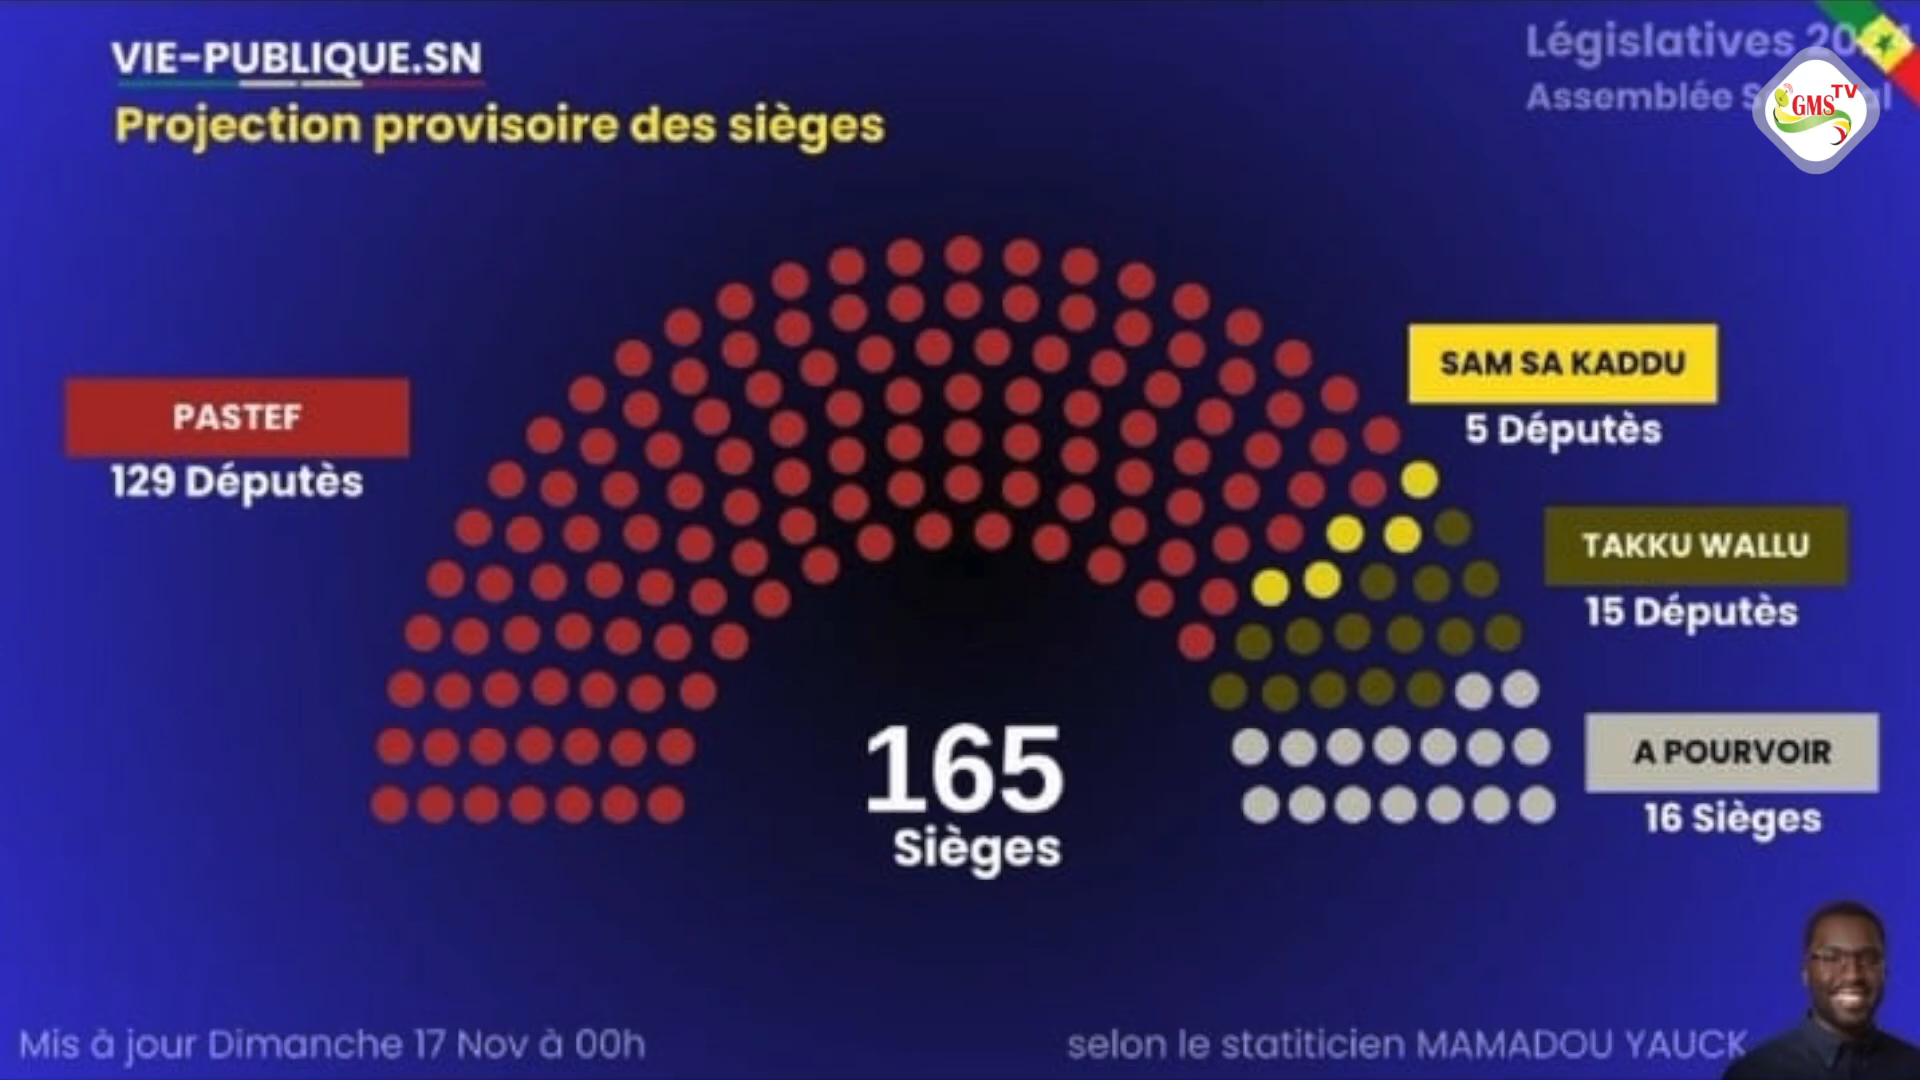 VIE-PUBLIQUE.SN
Projection provisoire des sièges
Législatives
Assemblée
GMS TV
PASTEF
129 Députès
SAM SA KADDU
5 Députès
TAKKU WALLU
15 Députès
A POURVOIR
16 Sièges
165
Sièges
Mis à jour Dimanche 17 Nov à 00h
selon le statiticien MAMADOU YAUCK